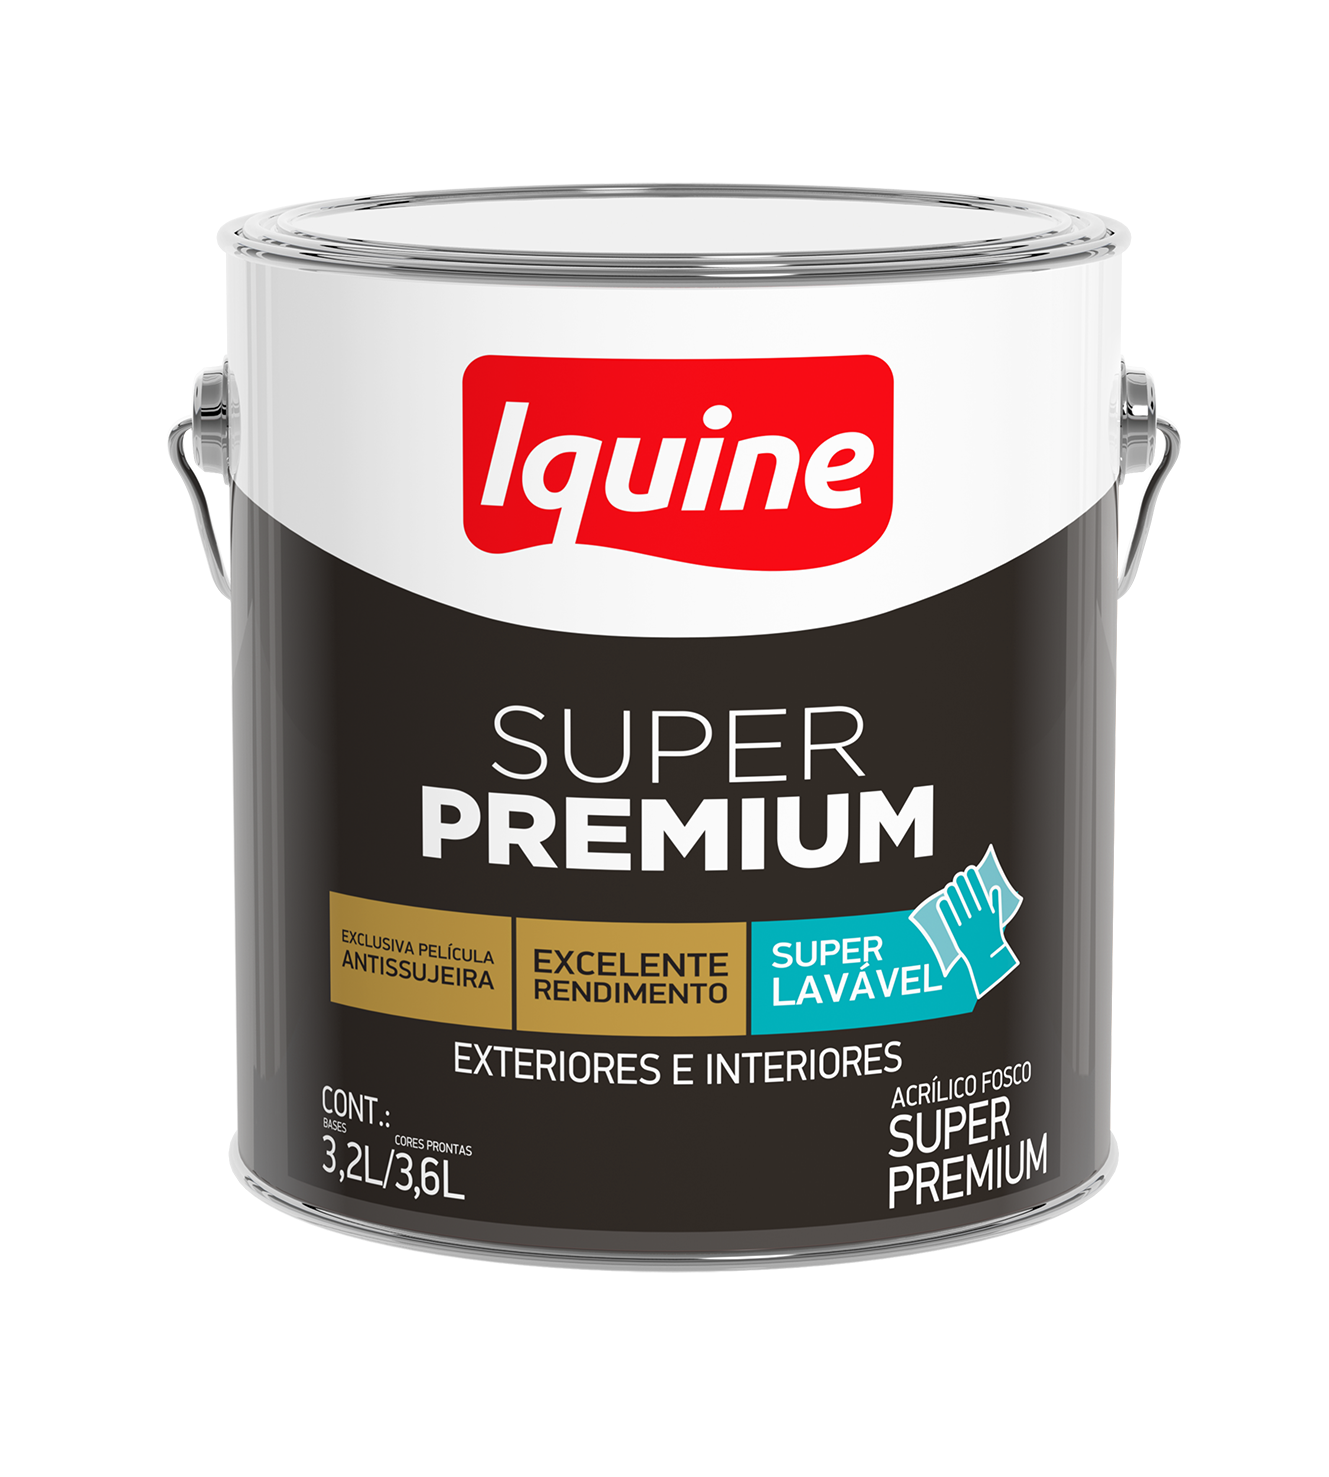 Iquine
SUPER
PREMIUM
EXCLUSIVA PELÍCULA
ANTISSUJEIRA
EXCELENTE
RENDIMENTO
SUPER
LAVÁVEL
EXTERIORES E INTERIORES
CONT.:
BASES
CORES PRONTAS
3,2L/3,6L
ACRÍLICO FOSCO
SUPER
PREMIUM